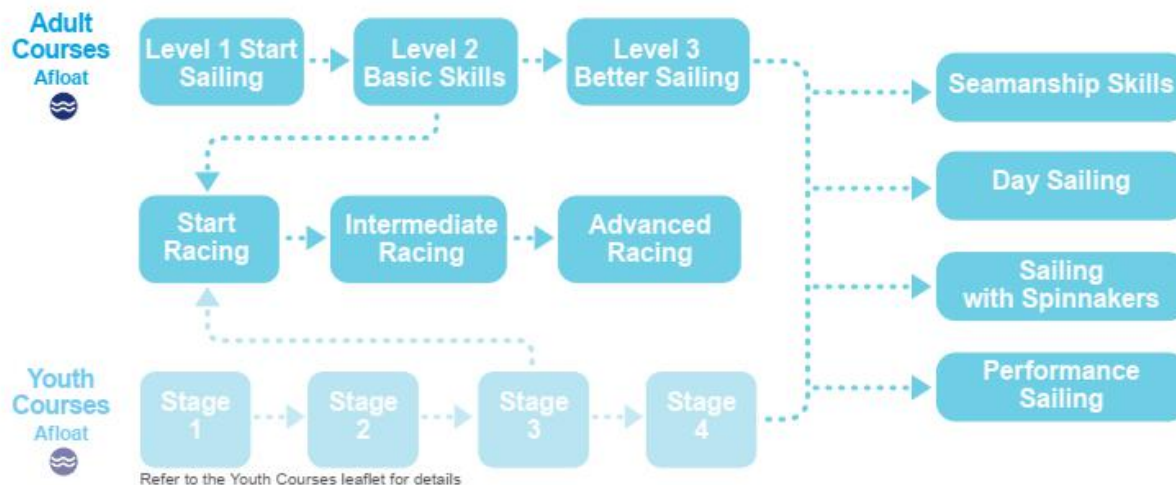 Adult
Courses
Afloat
Level 1 Start
Sailing
Level 2
Basic Skills
Level 3
Better Sailing
Seamanship Skills
Day Sailing
Sailing
with Spinnakers
Performance
Sailing
Start
Racing
Intermediate
Racing
Advanced
Racing
Youth
Courses
Afloat
Stage
1
Stage
2
Stage
3
Stage
4
Refer to the Youth Courses leaflet for details